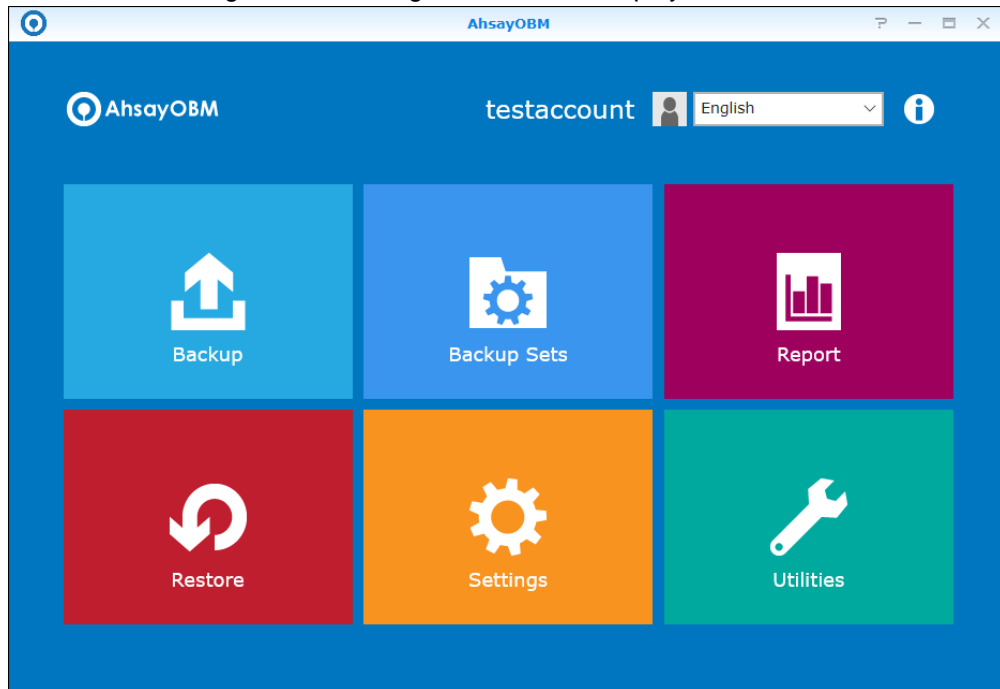 AhsayOBM
AhsayOBM testaccount English
Backup Backup Sets Report
Restore Settings Utilities